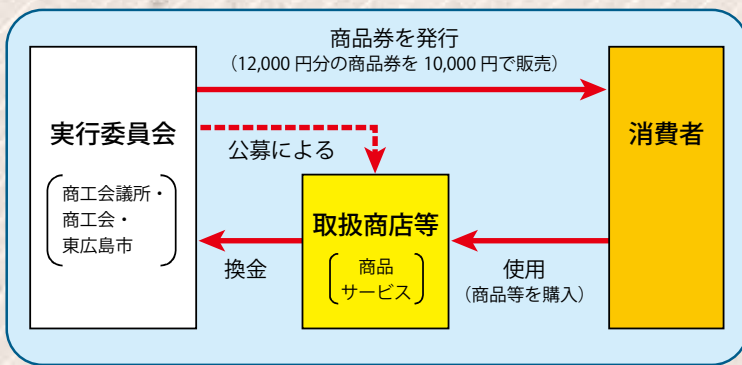 商品券を発行
（12,000 円分の商品券を 10,000 円で販売）
実行委員会
商工会議所・
商工会・
東広島市
公募による
消費者
取扱商店等
商品
サービス
換金
使用
（商品等を購入）